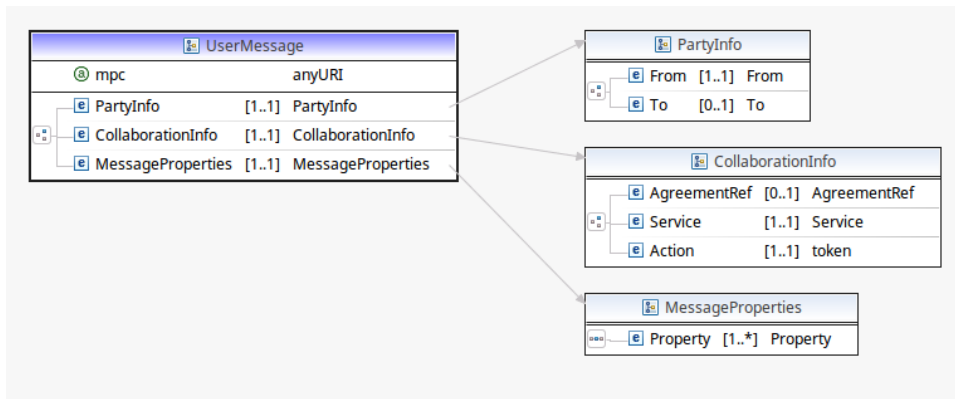 UserMessage
a mpc anyURI
e PartyInfo [1..1] PartyInfo
e CollaborationInfo [1..1] CollaborationInfo
e MessageProperties [1..1] MessageProperties
PartyInfo
e From [1..1] From
e To [0..1] To
CollaborationInfo
e AgreementRef [0..1] AgreementRef
e Service [1..1] Service
e Action [1..1] token
MessageProperties
e Property [1..*] Property